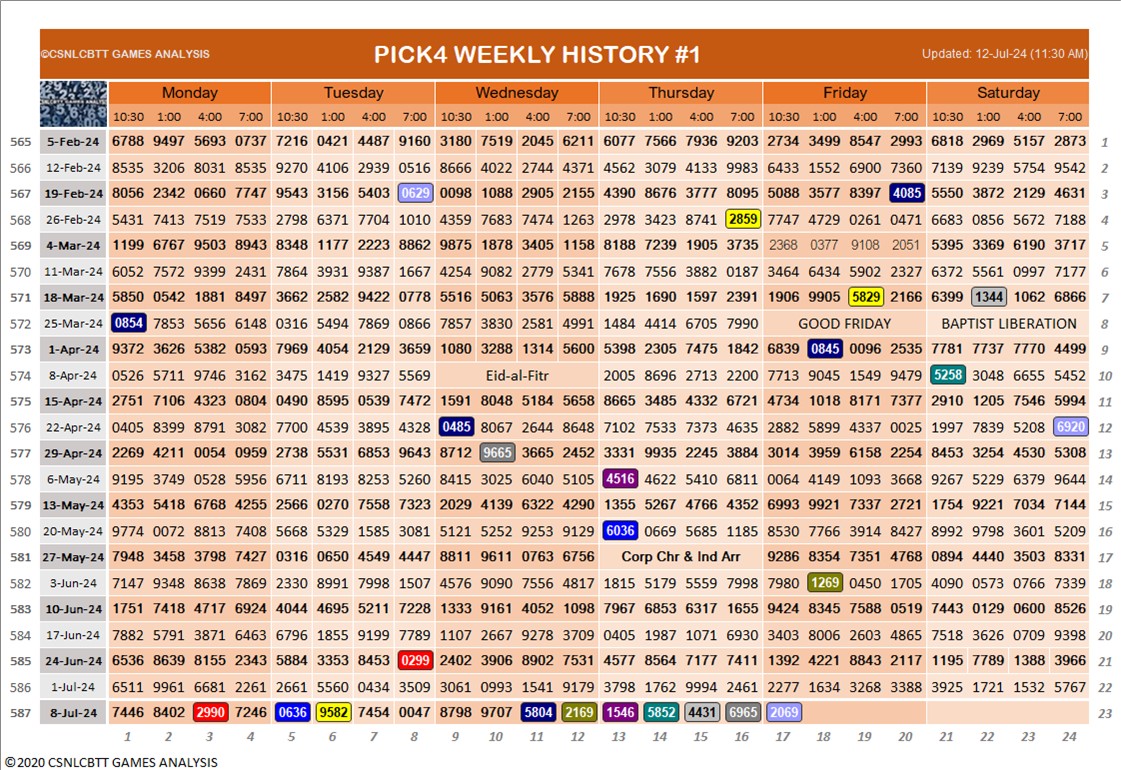 ©CSNLCBTT GAMES ANALYSIS PICK4 WEEKLY HISTORY #1 Updated: 12-Jul-24 (11:30 AM)
Monday Tuesday Wednesday Thursday Friday Saturday
10:30 1:00 4:00 7:00 10:30 1:00 4:00 7:00 10:30 1:00 4:00 7:00 10:30 1:00 4:00 7:00 10:30 1:00 4:00 7:00 10:30 1:00 4:00 7:00
565 5-Feb-24 6788 9497 5693 0737 7216 0421 4487 9160 3180 7519 2045 6211 6077 7566 7936 9203 2734 3499 8547 2993 6818 2969 5157 2873 1
566 12-Feb-24 8535 3206 8031 8535 9270 4106 2939 0516 8666 4022 2744 4371 4562 3079 4133 9983 6433 1552 6900 7360 7139 9239 5754 9542 2
567 19-Feb-24 8056 2342 0660 7747 9543 3156 5403 0629 0098 1088 2905 2155 4390 8676 3777 8095 5088 3577 8397 4085 5550 3872 2129 4631 3
568 26-Feb-24 5431 7413 7519 7533 2798 6371 7704 1010 4359 7683 7474 1263 2978 3423 8741 2859 7747 4729 0261 0471 6683 0856 5672 7188 4
569 4-Mar-24 1199 6767 9503 8943 8348 1177 2223 8862 9875 1878 3405 1158 8188 7239 1905 3735 2368 0377 9108 2051 5395 3369 6190 3717 5
570 11-Mar-24 6052 7572 9399 2431 7864 3931 9387 1667 4254 9082 2779 5341 7678 7556 3882 0187 3464 6434 5902 2327 6372 5561 0997 7177 6
571 18-Mar-24 5850 0542 1881 8497 3662 2582 9422 0778 5516 5063 3576 5888 1925 1690 1597 2391 1906 9905 5829 2166 6399 1344 1062 6866 7
572 25-Mar-24 0854 7853 5656 6148 0316 5494 7869 0866 7857 3830 2581 4991 1484 4414 6705 7990 GOOD FRIDAY BAPTIST LIBERATION 8
573 1-Apr-24 9372 3626 5382 0593 7969 4054 2129 3659 1080 3288 1314 5600 5398 2305 7475 1842 6839 0845 0096 2535 7781 7737 7770 4499 9
574 8-Apr-24 0526 5711 9746 3162 3475 1419 9327 5569 Eid-al-Fitr 2005 8696 2713 2200 7713 9045 1549 9479 5258 3048 6655 5452 10
575 15-Apr-24 2751 7106 4323 0804 0490 8595 0539 7472 1591 8048 5184 5658 8665 3485 4332 6721 4734 1018 8171 7377 2910 1205 7546 5994 11
576 22-Apr-24 0405 8399 8791 3082 7700 4539 3895 4328 0485 8067 2644 8648 7102 7533 7373 4635 2882 5899 4337 0025 1997 7839 5208 6920 12
577 29-Apr-24 2269 4211 0054 0959 2738 5531 6853 9643 8712 9665 3665 2452 3331 9935 2245 3884 3014 3959 6158 2254 8453 3254 4530 5308 13
578 6-May-24 9195 3749 0528 5956 6711 8193 8253 5260 8415 3025 6040 5105 4516 4622 5410 6811 0064 4149 1093 3668 9267 5229 6379 9644 14
579 13-May-24 4353 5418 6768 4255 2566 0270 7558 7323 2029 4139 6322 4290 1355 5267 4766 4352 6993 9921 7337 2721 1754 9221 7034 7144 15
580 20-May-24 9774 0072 8813 7408 5668 5329 1585 3081 5121 5252 9253 9129 6036 0669 5685 1185 8530 7766 3914 8427 8992 9798 3601 5209 16
581 27-May-24 7948 3458 3798 7427 0316 0650 4549 4447 8811 9611 0763 6756 Corp Chr & Ind Arr 9286 8354 7351 4768 0894 4440 3503 8331 17
582 3-Jun-24 7147 9348 8638 7869 2330 8991 7998 1507 4576 9090 7556 4817 1815 5179 5559 7998 7980 1269 0450 1705 4090 0573 0766 7339 18
583 10-Jun-24 1751 7418 4717 6924 4044 4695 5211 7228 1333 9161 4052 1098 7967 6853 6317 1655 9424 8345 7588 0519 7443 0129 0600 8526 19
584 17-Jun-24 7882 5791 3871 6463 6796 1855 9199 7789 1107 2667 9278 3709 0405 1987 1071 6930 3403 8006 2603 4865 7518 3626 0709 9398 20
585 24-Jun-24 6536 8639 8155 2343 5884 3353 8453 0299 2402 3906 8902 7531 4577 8564 7177 7411 1392 4221 8843 2117 1195 7789 1388 3966 21
586 1-Jul-24 6511 9961 6681 2261 2661 5560 0434 3509 3061 0993 1541 9179 3798 1762 9994 2461 2277 1634 3268 3388 3925 1721 1532 5767 22
587 8-Jul-24 7446 8402 2990 7246 0636 9582 7454 0047 8798 9707 5804 2169 1546 5852 4431 6965 2069 23
1 2 3 4 5 6 7 8 9 10 11 12 13 14 15 16 17 18 19 20 21 22 23 24
©2020 CSNLCBTT GAMES ANALYSIS